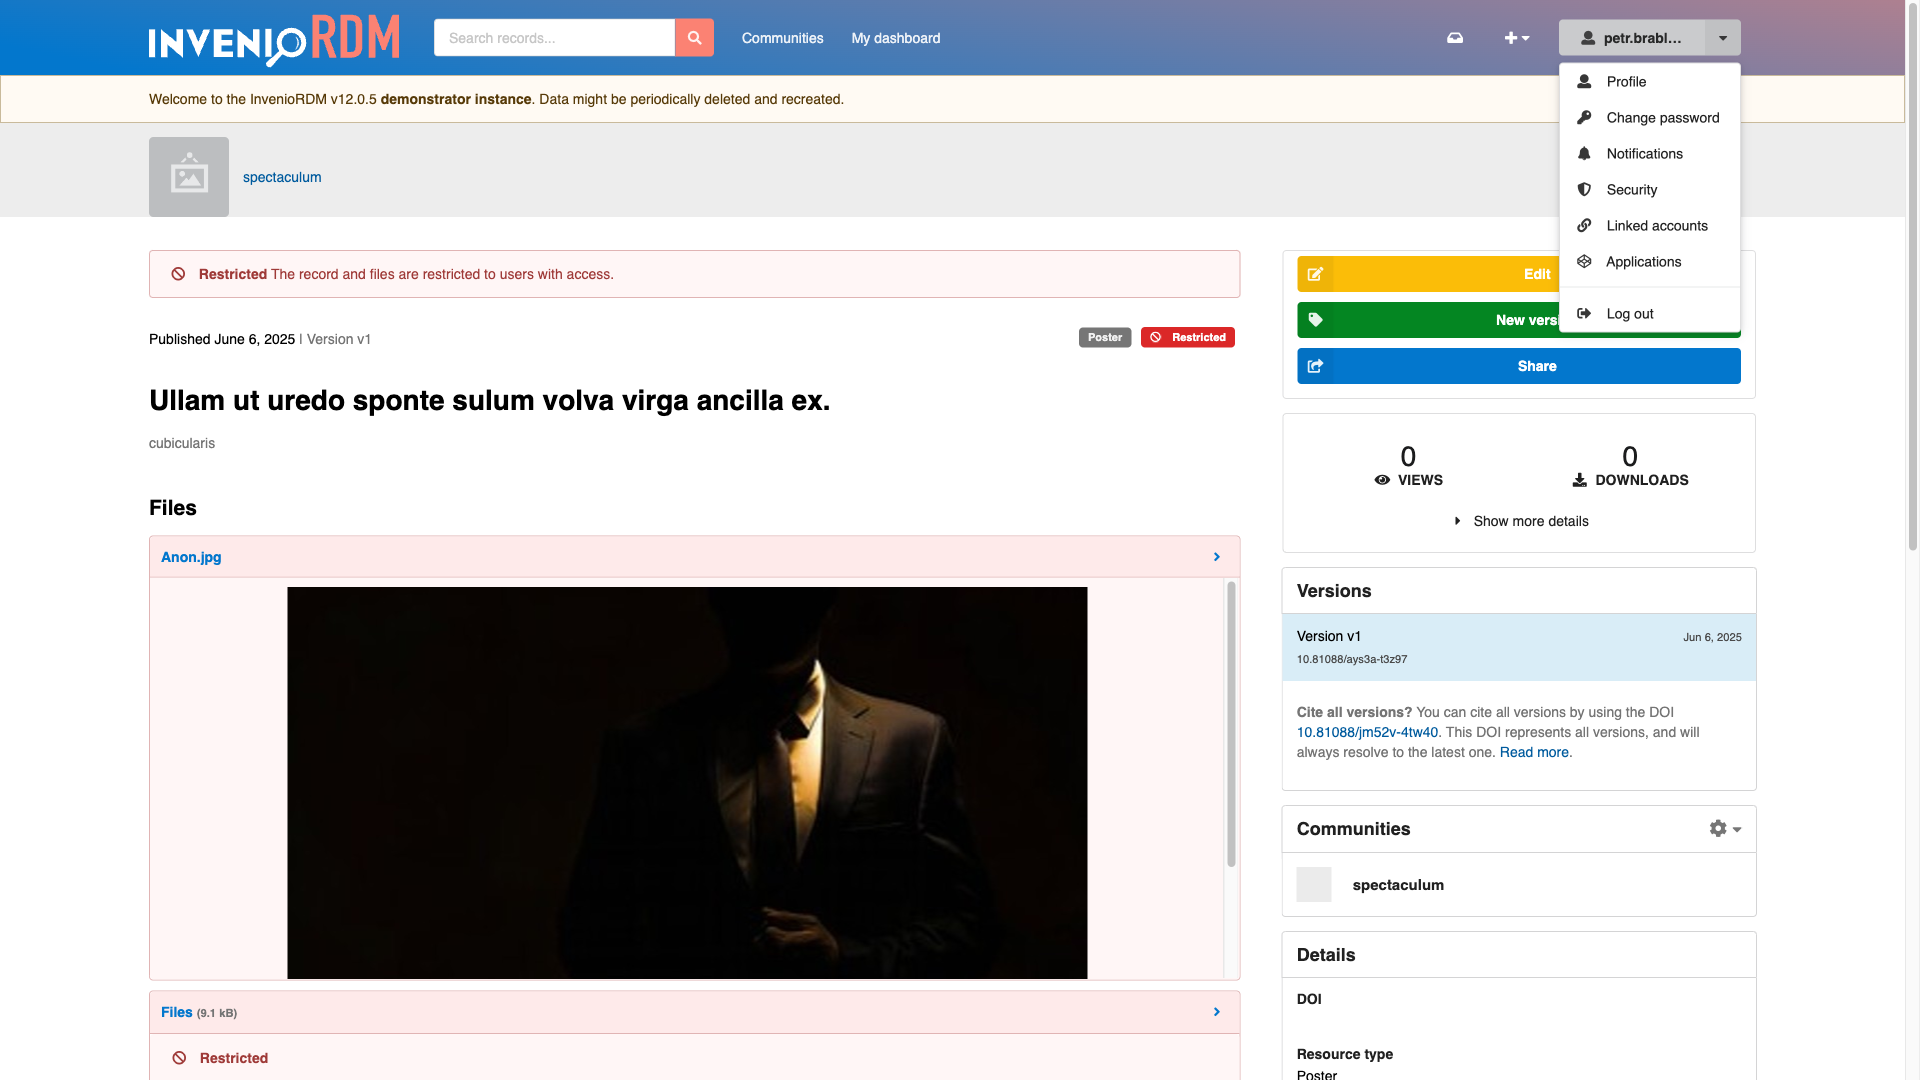 INVENIO RDM
Search records...
Communities
My dashboard
petr.brabl...
Profile
Change password
Notifications
Security
Linked accounts
Applications
Log out
Welcome to the InvenioRDM v12.0.5 demonstrator instance. Data might be periodically deleted and recreated.
spectaculum
Restricted The record and files are restricted to users with access.
Published June 6, 2025 | Version v1
Poster
Restricted
Ullam ut uredo sponte sulum volva virga ancilla ex.
cubicularis
Files
Anon.jpg
Files (9.1 kB)
Restricted
Edit
New versi
Share
0
VIEWS
0
DOWNLOADS
Show more details
Versions
Version v1
Jun 6, 2025
10.81088/ays3a-t3z97
Cite all versions? You can cite all versions by using the DOI
10.81088/jm52v-4tw40. This DOI represents all versions, and will
always resolve to the latest one. Read more.
Communities
spectaculum
Details
DOI
Resource type
Poster